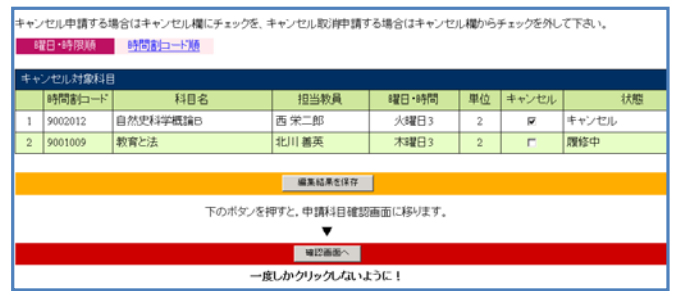 キャンセル申請する場合はキャンセル欄にチェックを、キャンセル取消申請する場合はキャンセル欄からチェックを外して下さい。
曜日・時限順 時間割コード順
キャンセル対象科目
時間割コード 科目名 担当教員 曜日・時間 単位 キャンセル 状態
1 9002012 自然史科学概論B 西 栄二郎 火曜日3 2 キャンセル
2 9001009 教育と法 北川 善英 木曜日3 2 履修中
編集結果を保存
下のボタンを押すと、申請科目確認画面に移ります。
▼
確認画面へ
一度しかクリックしないように！